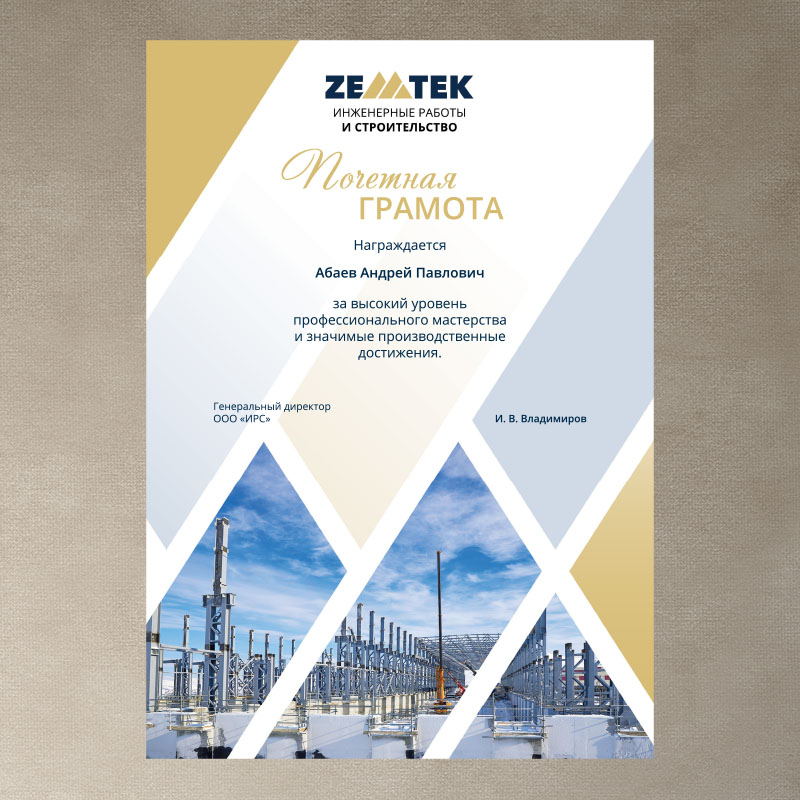 ZEMTEK
ИНЖЕНЕРНЫЕ РАБОТЫ
И СТРОИТЕЛЬСТВО
Почетная
ГРАМОТА
Награждается
Абаев Андрей Павлович
за высокий уровень
профессионального мастерства
и значимые производственные
достижения.
Генеральный директор
ООО «ИРС»
И. В. Владимиров